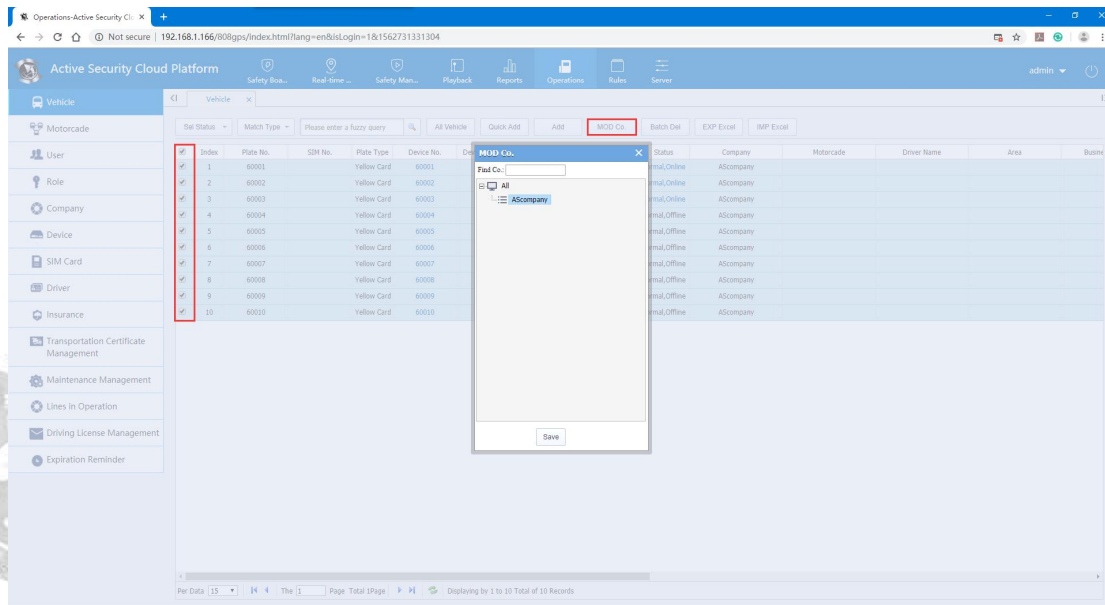 Operations-Active Security Clo
Not secure | 192.168.1.166/808gps/index.html?lang=en&IsLogin=1&1562731331304
Active Security Cloud Platform
Safety Boa... Real-time ... Safety Man... Playback Reports Operations Rules Server
admin
Vehicle
Motorcade
User
Role
Company
Device
SIM Card
Driver
Insurance
Transportation Certificate
Management
Maintenance Management
Lines In Operation
Driving License Management
Expiration Reminder
Vehicle
Sel Status Match Type Please enter a fuzzy query All Vehicle Quick Add Add MOD Co. Batch Del EXP Excel IMP Excel
Index Plate No. SIM No. Plate Type Device No. De Status Company Motorcade Driver Name Area Busine
1 60001 Yellow Card 60001 rmal,Online AScompany
2 60002 Yellow Card 60002 rmal,Online AScompany
3 60003 Yellow Card 60003 rmal,Online AScompany
4 60004 Yellow Card 60004 rmal,Offline AScompany
5 60005 Yellow Card 60005 rmal,Offline AScompany
6 60006 Yellow Card 60006 rmal,Offline AScompany
7 60007 Yellow Card 60007 rmal,Offline AScompany
8 60008 Yellow Card 60008 rmal,Offline AScompany
9 60009 Yellow Card 60009 rmal,Offline AScompany
10 60010 Yellow Card 60010 rmal,Offline AScompany
MOD Co.
Find Co.:
All
AScompany
Save
Per Data 15 The 1 Page Total 1Page Displaying by 1 to 10 Total of 10 Records